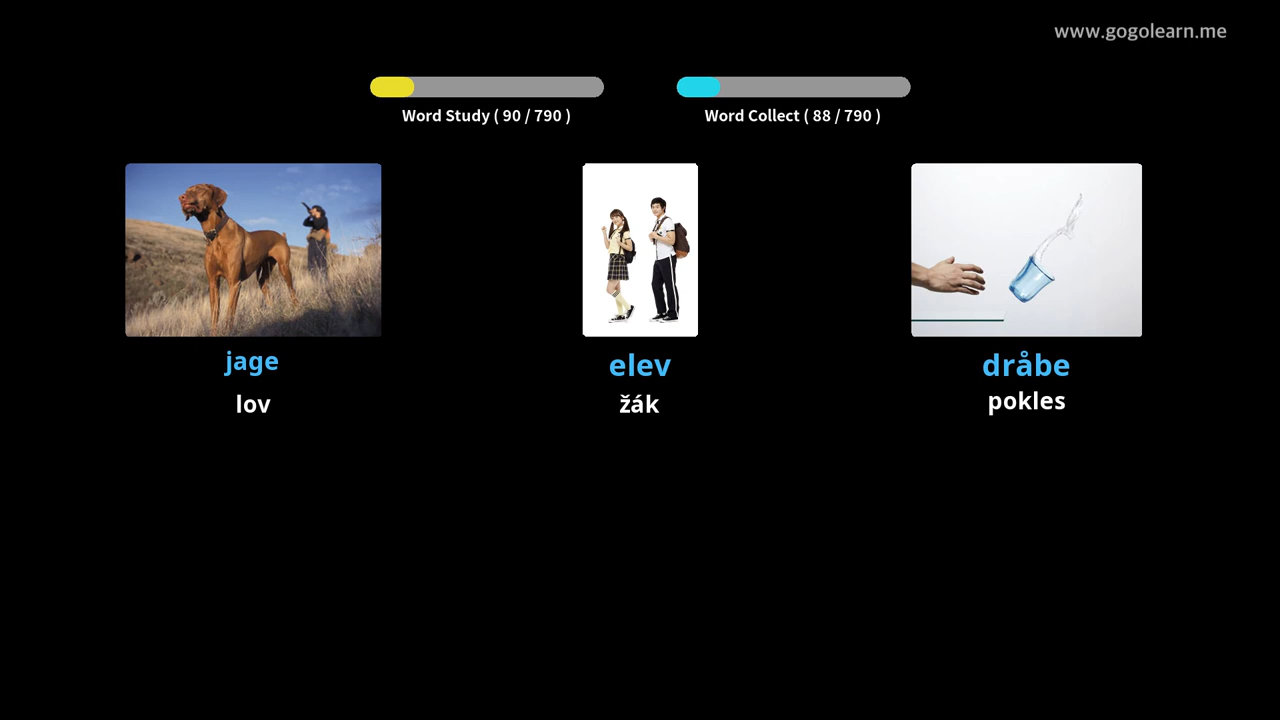 www.gogolearn.me
Word Study ( 90 / 790 )
Word Collect ( 88 / 790 )
jage
elev
dråbe
lov
žák
pokles